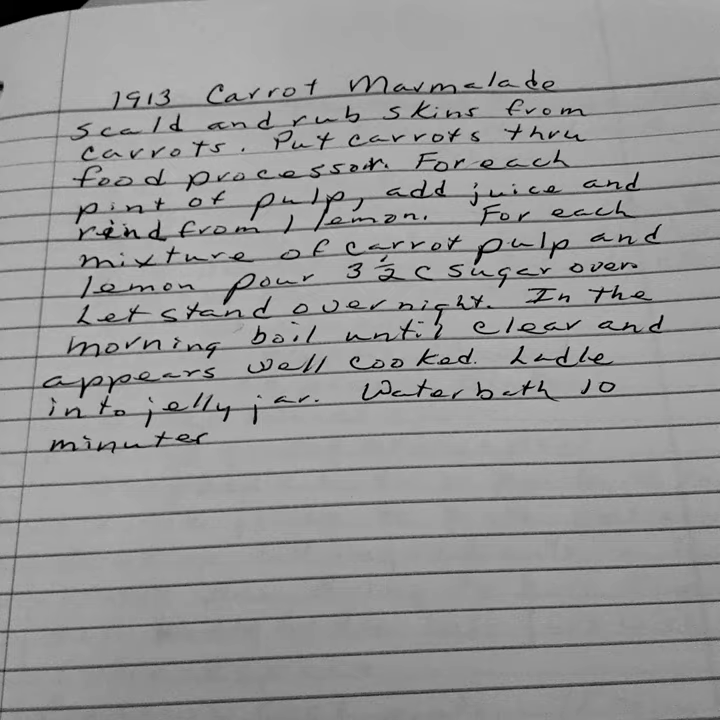 1913 Carrot Marmalade
scald and rub skins from
carrots. Put carrots thru
food processor. For each
pint of pulp, add juice and
rind from 1 lemon. For each
mixture of carrot pulp and
lemon pour 3 1/2 c sugar over
Let stand overnight. In the
morning boil until clear and
appears well cooked. Ladle
into jelly jar. Waterbath 10
minuter